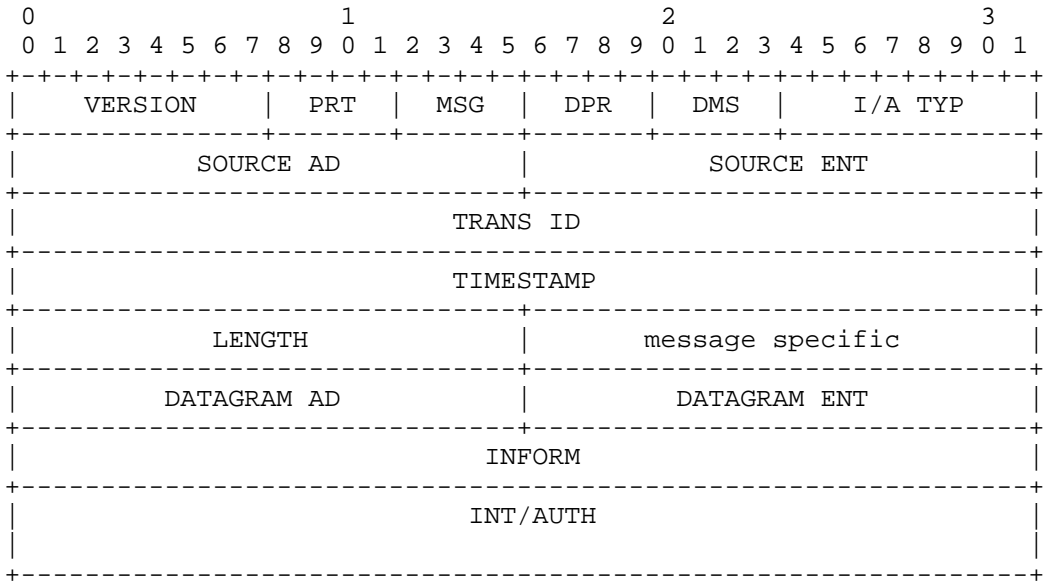 0                   1                   2                   3
 0 1 2 3 4 5 6 7 8 9 0 1 2 3 4 5 6 7 8 9 0 1 2 3 4 5 6 7 8 9 0 1
+-+-+-+-+-+-+-+-+-+-+-+-+-+-+-+-+-+-+-+-+-+-+-+-+-+-+-+-+-+-+-+-+
|    VERSION    |  PRT  |  MSG  |  DPR  |  DMS  |    I/A TYP    |
+---------------+-------+-------+-------+-------+---------------+
|           SOURCE AD           |           SOURCE ENT          |
+-------------------------------+-------------------------------+
|                           TRANS ID                            |
+---------------------------------------------------------------+
|                           TIMESTAMP                           |
+-------------------------------+-------------------------------+
|            LENGTH             |       message specific        |
+-------------------------------+-------------------------------+
|         DATAGRAM AD           |         DATAGRAM ENT          |
+-------------------------------+-------------------------------+
|                             INFORM                            |
+---------------------------------------------------------------+
|                            INT/AUTH                           |
|                                                               |
+---------------------------------------------------------------+